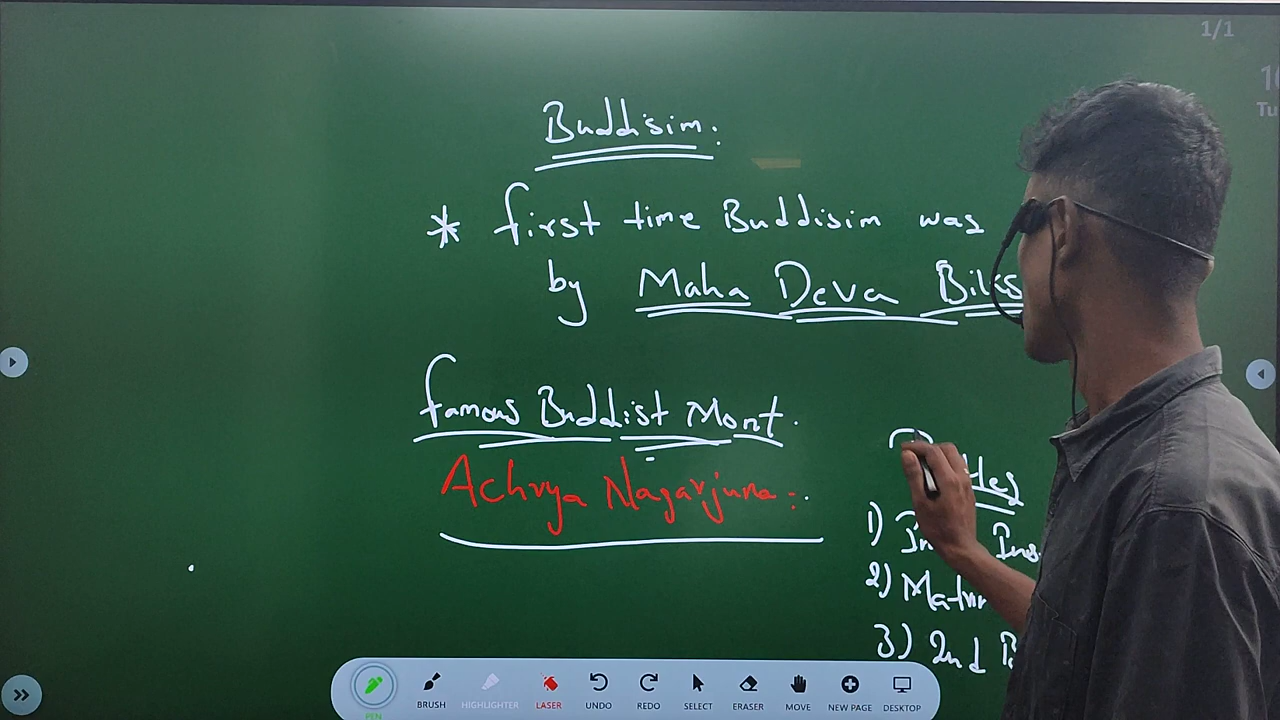 1/1
Buddisim:
* first time Buddisim was
by Maha Deva
famous Buddist Mont.
Achrya Nagarjuna:
1)
2)
3) 2nd
PEN
BRUSH
HIGHLIGHTER
LASER
UNDO
REDO
SELECT
ERASER
MOVE
NEW PAGE
DESKTOP